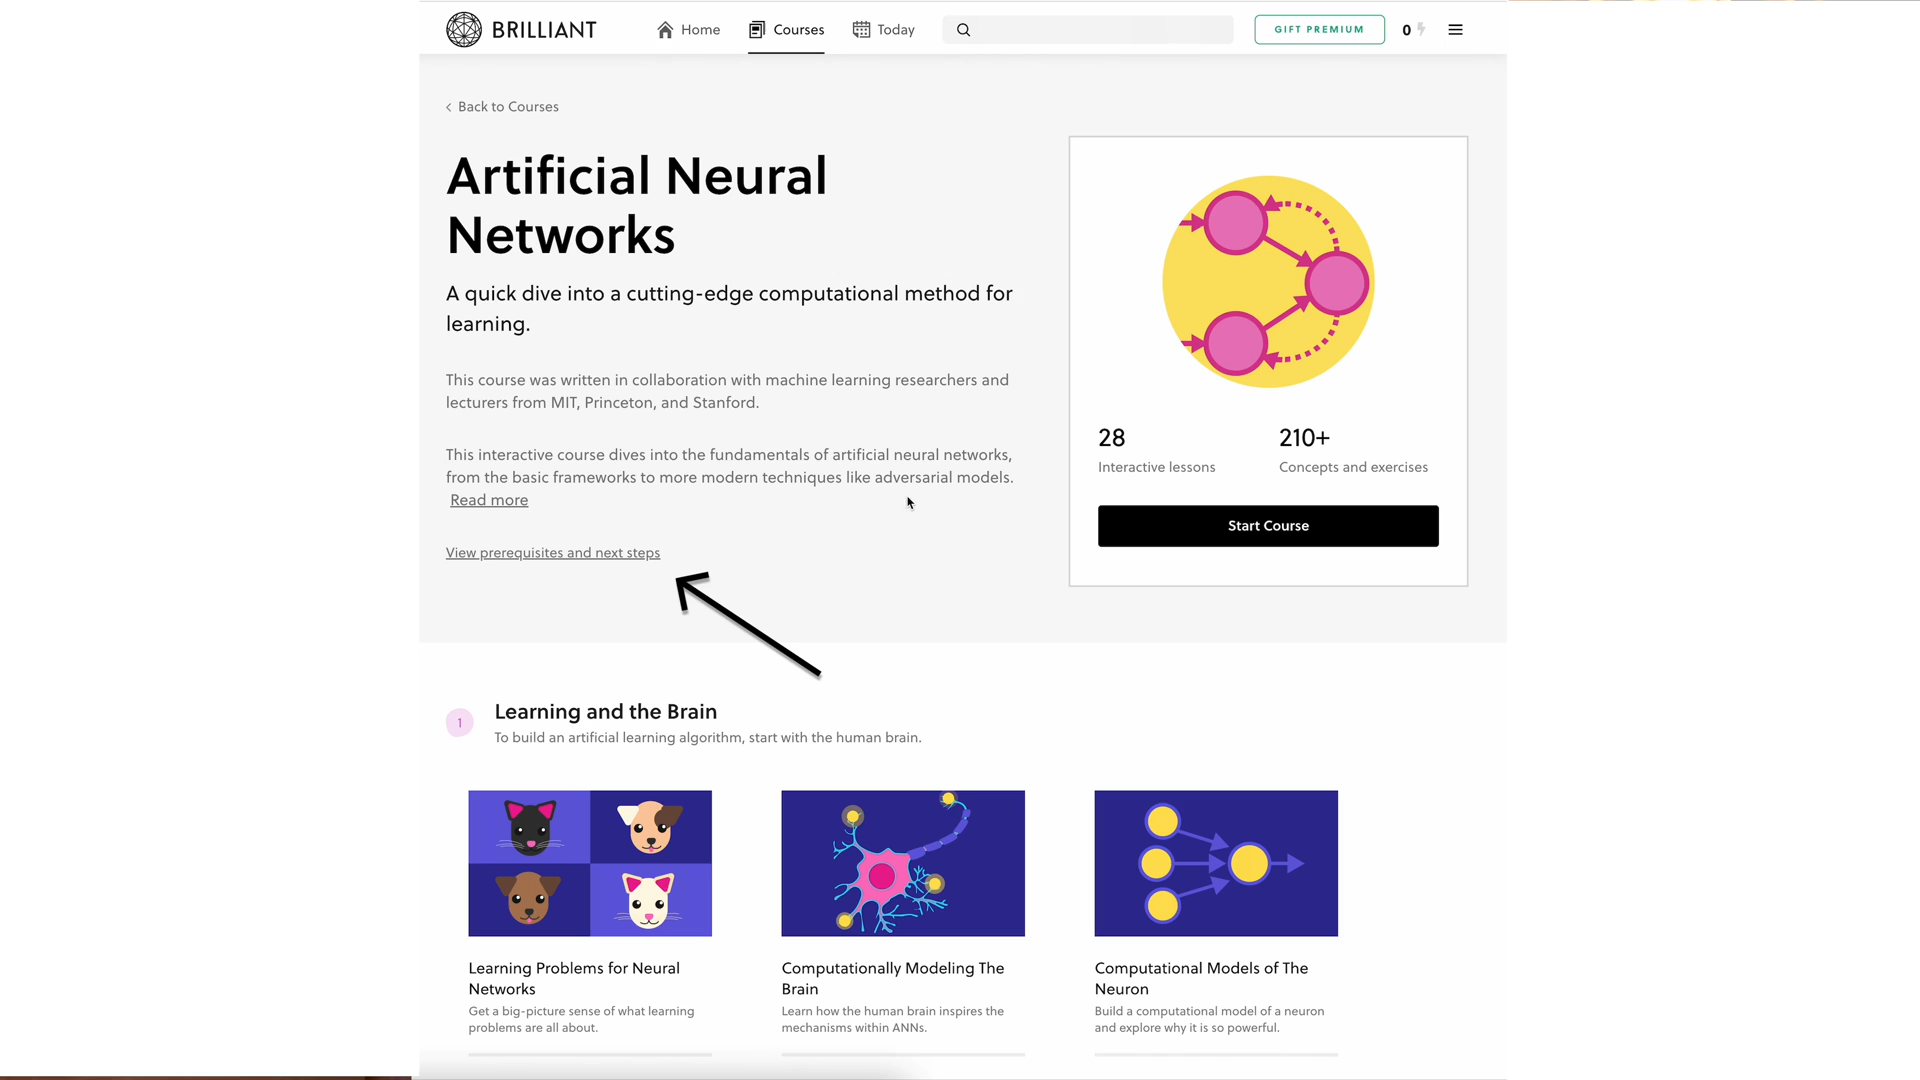 BRILLIANT
Home
Courses
Today
GIFT PREMIUM
0
Back to Courses
Artificial Neural
Networks
A quick dive into a cutting-edge computational method for
learning.
This course was written in collaboration with machine learning researchers and
lecturers from MIT, Princeton, and Stanford.
This interactive course dives into the fundamentals of artificial neural networks,
from the basic frameworks to more modern techniques like adversarial models.
Read more
View prerequisites and next steps
28
Interactive lessons
210+
Concepts and exercises
Start Course
1
Learning and the Brain
To build an artificial learning algorithm, start with the human brain.
Learning Problems for Neural
Networks
Get a big-picture sense of what learning
problems are all about.
Computationally Modeling The
Brain
Learn how the human brain inspires the
mechanisms within ANNs.
Computational Models of The
Neuron
Build a computational model of a neuron
and explore why it is so powerful.